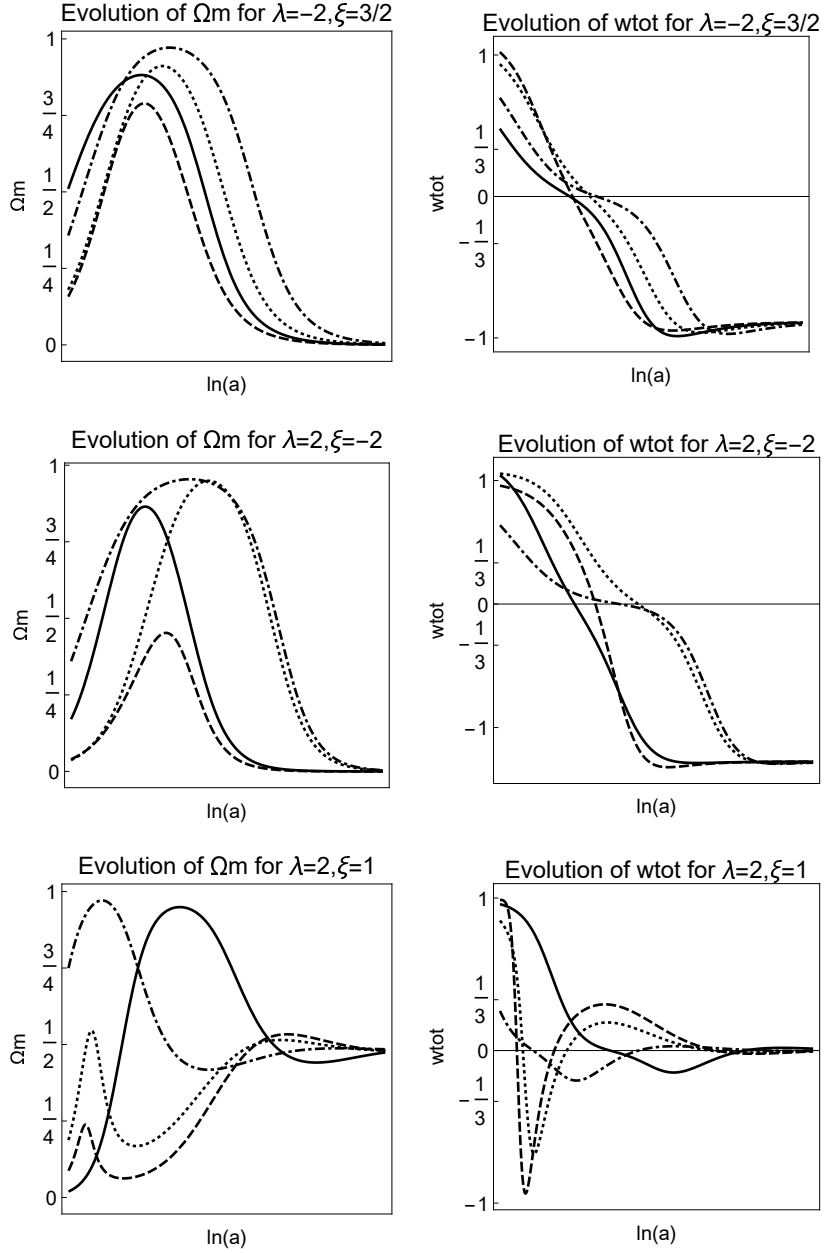 Evolution of Ωm for λ=−2,ξ=3/2
1
3
4
1
2
1
4
0
Ωm
ln(a)
Evolution of wtot for λ=−2,ξ=3/2
1
1
3
0
−1
3
−1
wtot
ln(a)
Evolution of Ωm for λ=2,ξ=−2
1
3
4
1
2
1
4
0
Ωm
ln(a)
Evolution of wtot for λ=2,ξ=−2
1
1
3
0
−1
3
−1
wtot
ln(a)
Evolution of Ωm for λ=2,ξ=1
1
3
4
1
2
1
4
0
Ωm
ln(a)
Evolution of wtot for λ=2,ξ=1
1
1
3
0
−1
3
−1
wtot
ln(a)